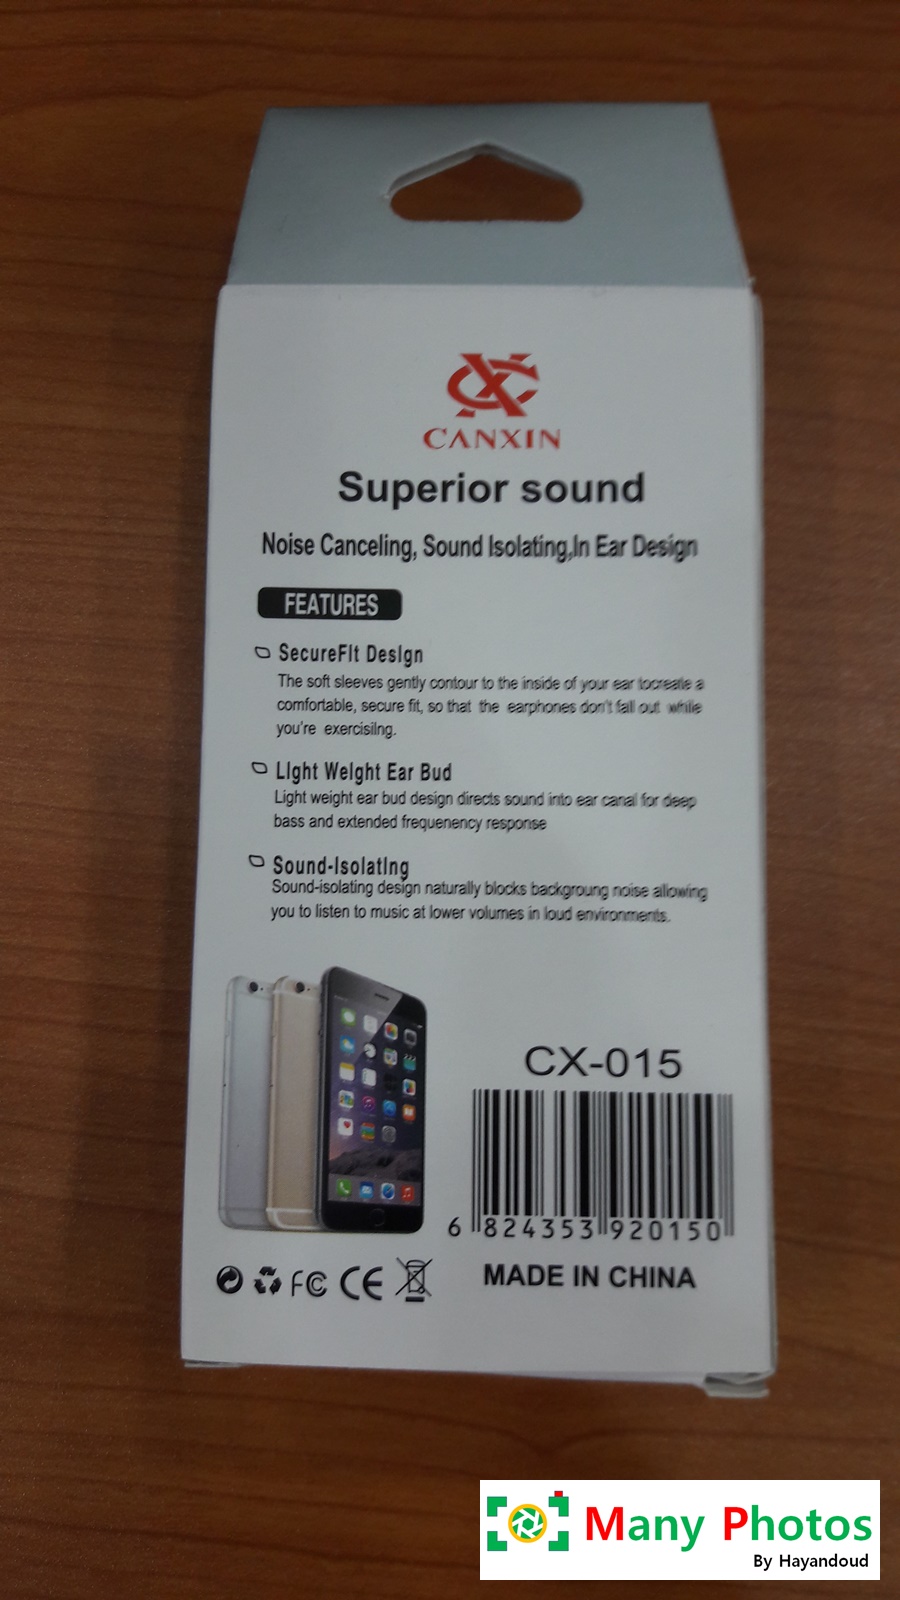 CANXIN
Superior sound
Noise Canceling, Sound Isolating,In Ear Design
FEATURES
SecureFIt DesIgn
The soft sleeves gently contour to the inside of your ear tocreate a
comfortable, secure fit, so that the earphones don't fall out while
you're exercisilng.
LIght WeIght Ear Bud
Light weight ear bud design directs sound into ear canal for deep
bass and extended frequenency response
Sound-IsolatIng
Sound-isolating design naturally blocks backgroung noise allowing
you to listen to music at lower volumes in loud environments.
CX-015
6 824353 920150
FC CE
MADE IN CHINA
Many Photos
By Hayandoud